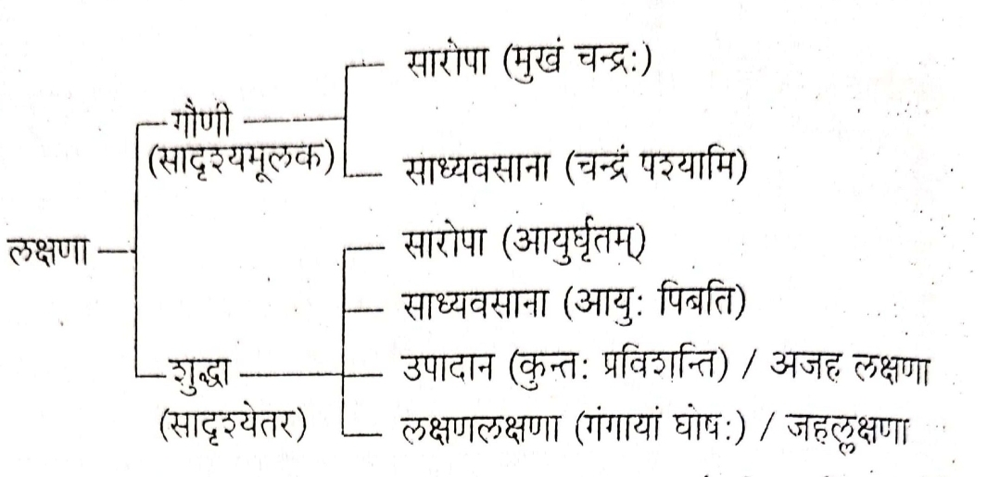 सारोपा (मुखं चन्द्रः)
गौणी
(सादृश्यमूलक)
साध्यवसाना (चन्द्रं पश्यामि)
लक्षणा
सारोपा (आयुर्घृतम्)
साध्यवसाना (आयुः पिबति)
शुद्धा
उपादान (कुन्तः प्रविशन्ति) / अजह लक्षणा
(सादृश्येतर)
लक्षणलक्षणा (गंगायां घोषः) / जहल्लक्षणा